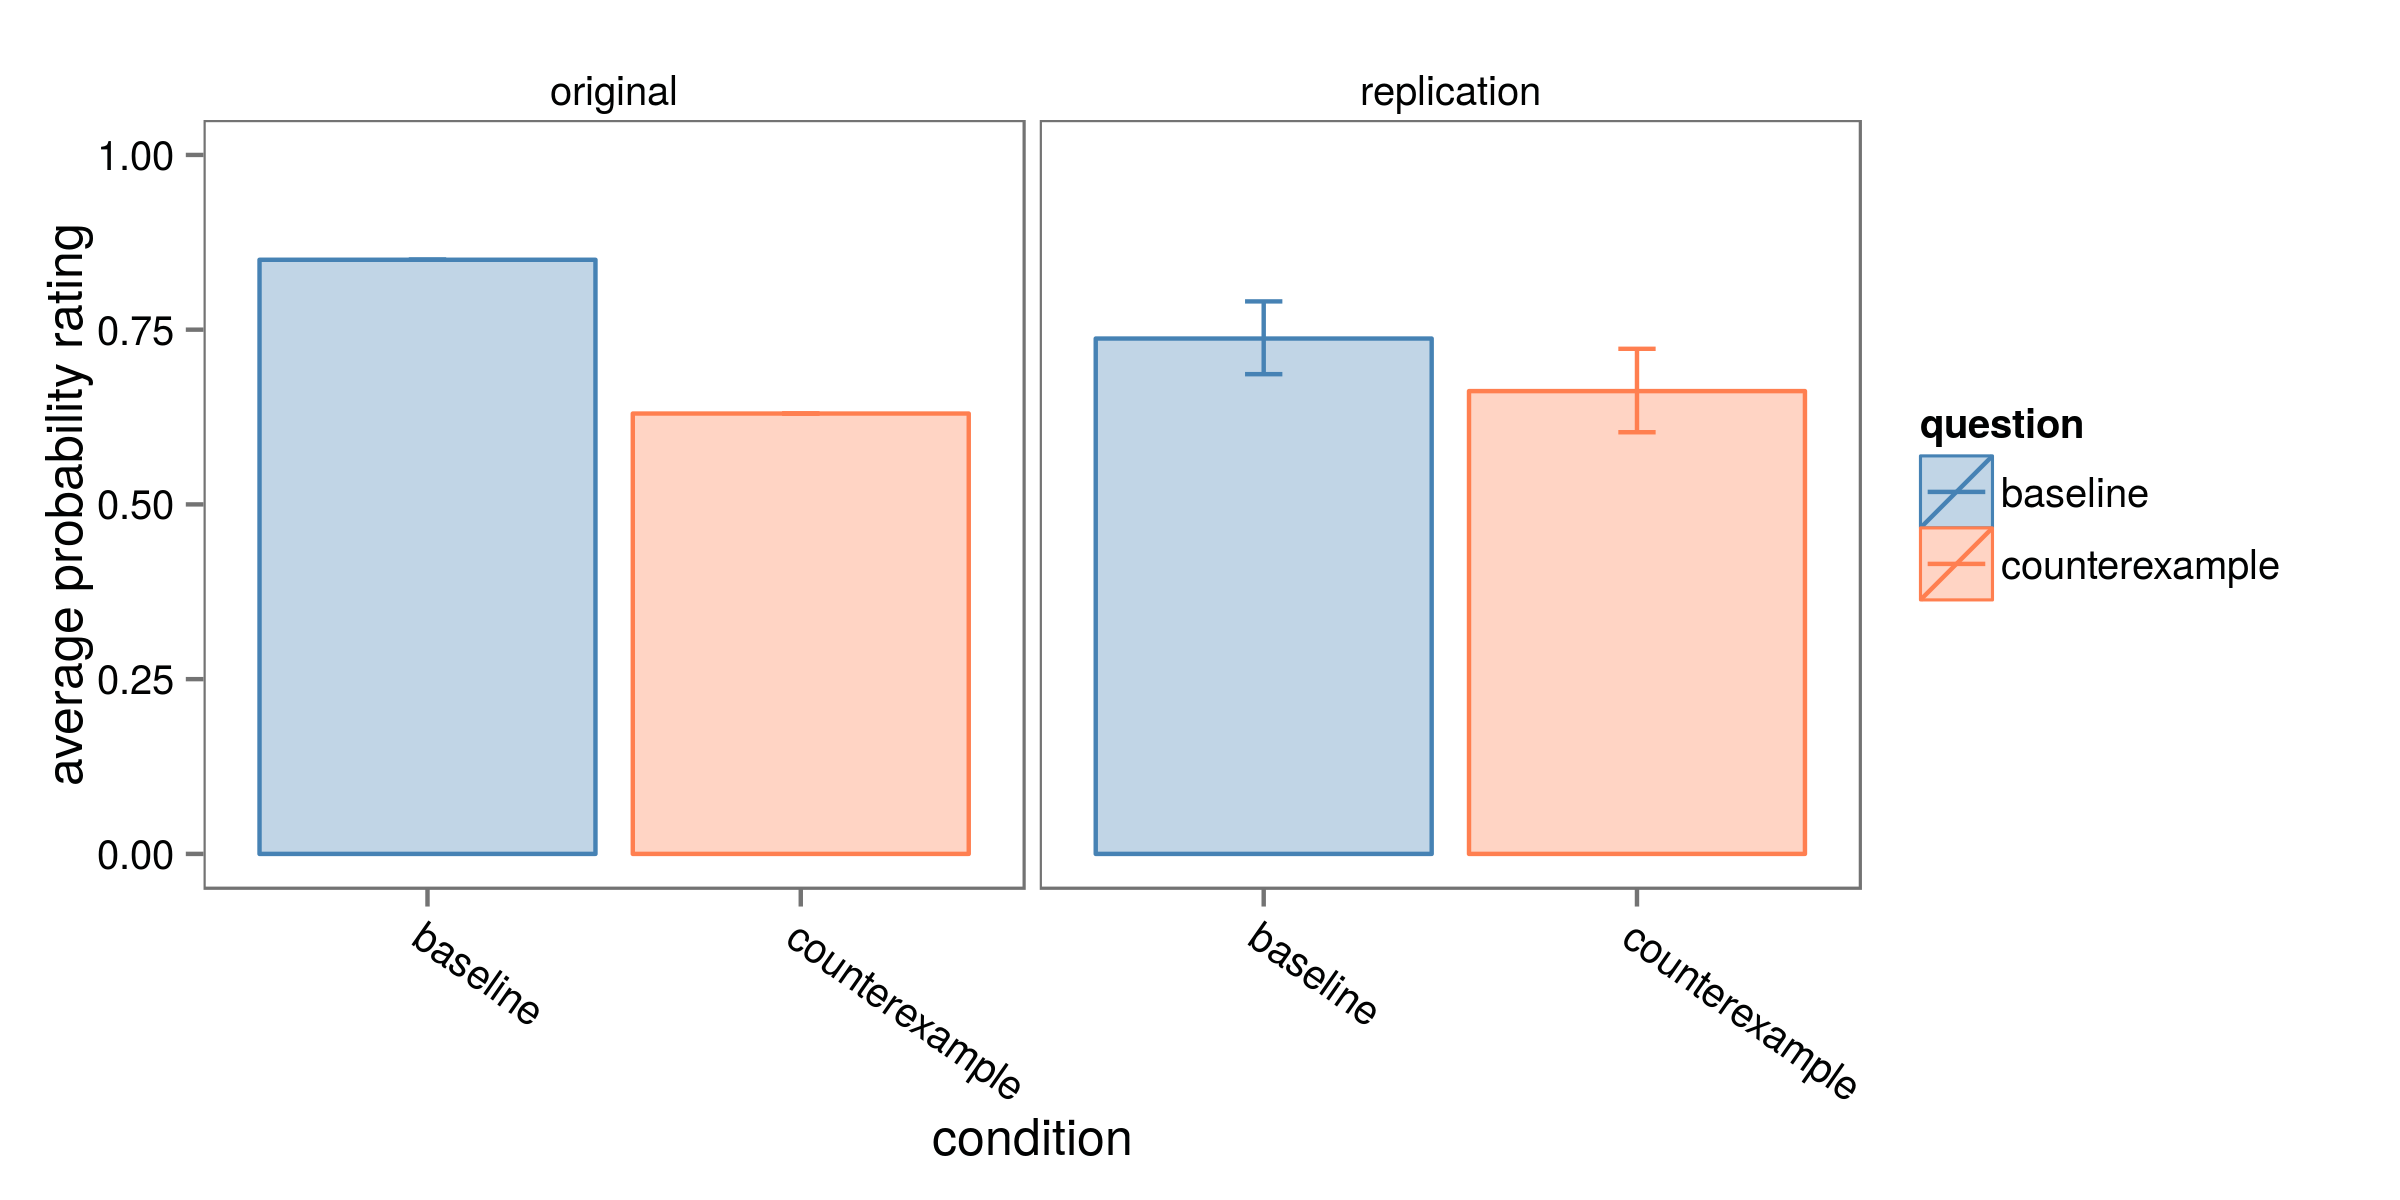 original
replication
average probability rating
1.00
0.75
0.50
0.25
0.00
baseline
counterexample
baseline
counterexample
condition
question
baseline
counterexample